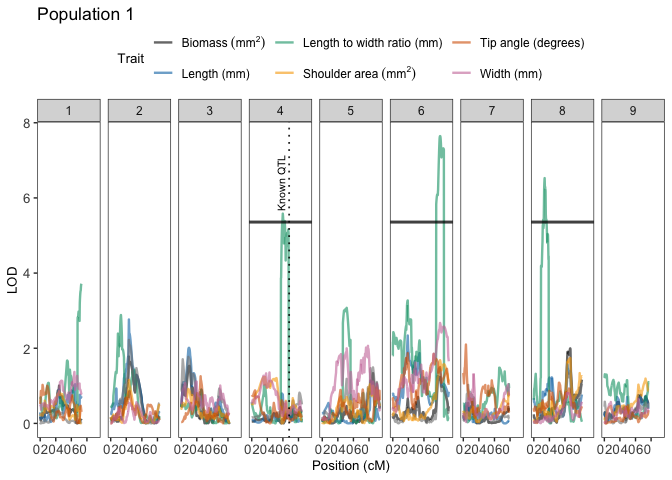 Population 1
Trait
Biomass (mm²) Length to width ratio (mm) Tip angle (degrees)
Length (mm) Shoulder area (mm²) Width (mm)
1 2 3 4 5 6 7 8 9
8
6
4
2
0
LOD
Known QTL
0204060 0204060 0204060 0204060 0204060 0204060 0204060 0204060 0204060
Position (cM)